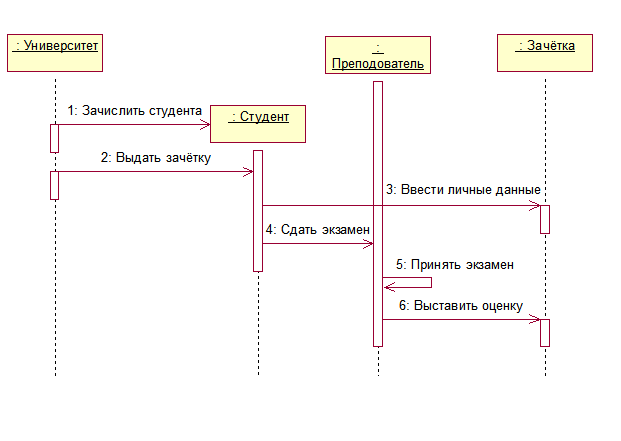 : Университет
:
Преподователь
: Зачётка
1: Зачислить студента
: Студент
2: Выдать зачётку
3: Ввести личные данные
4: Сдать экзамен
5: Принять экзамен
6: Выставить оценку